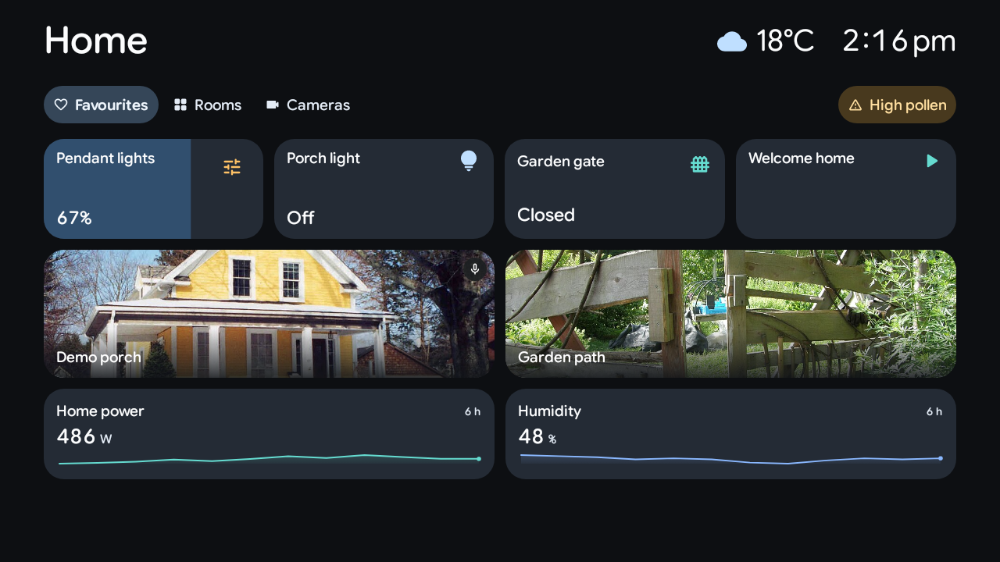 Home
18°C
2:16 pm
Favourites
Rooms
Cameras
High pollen
Pendant lights
67%
Porch light
Off
Garden gate
Closed
Welcome home
Demo porch
Garden path
Home power
6 h
486 W
Humidity
6 h
48 %